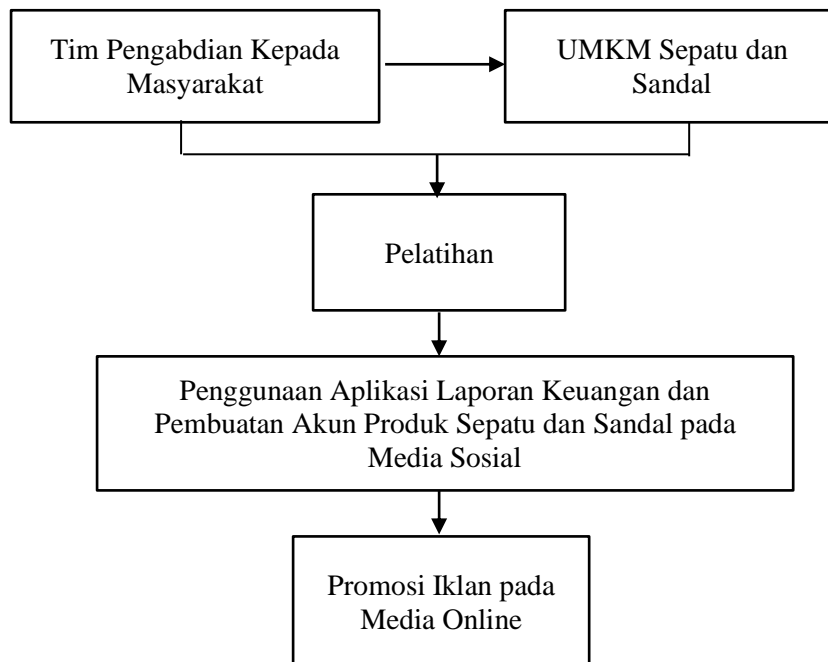 Tim Pengabdian Kepada
Masyarakat
UMKM Sepatu dan
Sandal
Pelatihan
Penggunaan Aplikasi Laporan Keuangan dan
Pembuatan Akun Produk Sepatu dan Sandal pada
Media Sosial
Promosi Iklan pada
Media Online